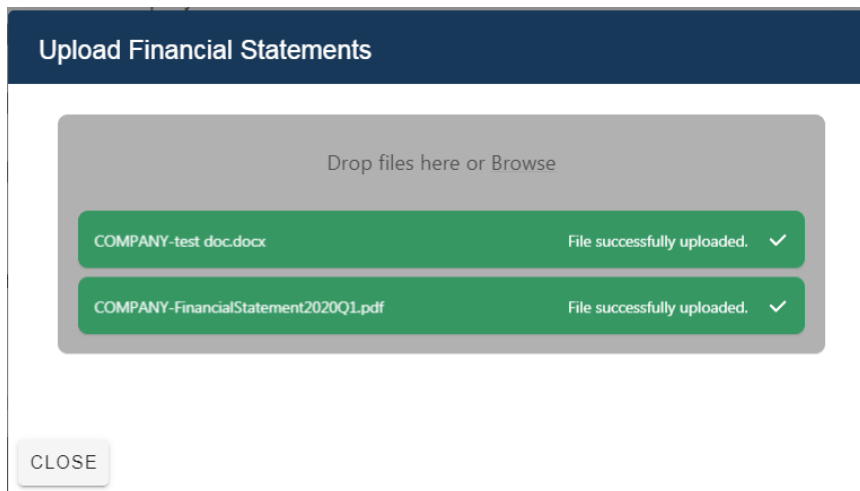 Upload Financial Statements
Drop files here or Browse
COMPANY-test doc.docx File successfully uploaded.
COMPANY-FinancialStatement2020Q1.pdf File successfully uploaded.
CLOSE